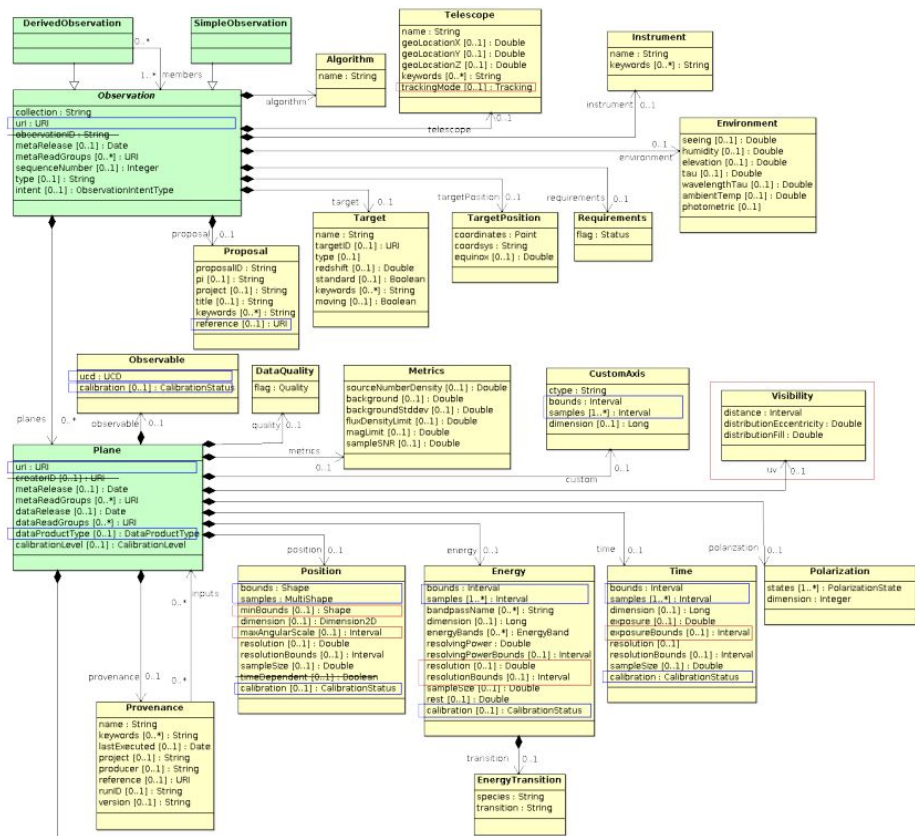 DerivedObservation
SimpleObservation
0..*
1..* members
Telescope
name : String
geoLocationX [0..1] : Double
geoLocationY [0..1] : Double
geoLocationZ [0..1] : Double
keywords [0..*] : String
trackingMode [0..1] : Tracking
Instrument
name : String
keywords [0..*] : String
Algorithm
name : String
algorithm
telescope
0..1
instrument
0..1
Observation
collection : String
uri : URI
observationID : String
metaRelease [0..1] : Date
metaReadGroups [0..*] : URI
sequenceNumber [0..1] : Integer
type [0..1] : String
intent [0..1] : ObservationIntentType
Environment
seeing [0..1] : Double
humidity [0..1] : Double
elevation [0..1] : Double
tau [0..1] : Double
wavelengthTau [0..1] : Double
ambientTemp [0..1] : Double
photometric [0..1]
0..1
environment
target
0..1
targetPosition
0..1
requirements
0..1
proposal
0..1
Target
name : String
targetID [0..1] : URI
type [0..1]
redshift [0..1] : Double
standard [0..1] : Boolean
keywords [0..*] : String
moving [0..1] : Boolean
TargetPosition
coordinates : Point
coordsys : String
equinox [0..1] : Double
Requirements
flag : Status
Proposal
proposalID : String
pi [0..1] : String
project [0..1] : String
title [0..1] : String
keywords [0..*] : String
reference [0..1] : URI
Observable
ucd : UCD
calibration [0..1] : CalibrationStatus
DataQuality
flag : Quality
Metrics
sourceNumberDensity [0..1] : Double
background [0..1] : Double
backgroundStddev [0..1] : Double
fluxDensityLimit [0..1] : Double
magLimit [0..1] : Double
sampleSNR [0..1] : Double
CustomAxis
ctype : String
bounds : Interval
samples [1..*] : Interval
dimension [0..1] : Long
Visibility
distance : Interval
distributionEccentricity : Double
distributionFill : Double
planes
0..*
observable
0..1
quality
0..1
metrics
0..1
custom
0..1
uv
0..1
Plane
uri : URI
creatorID [0..1] : URI
metaRelease [0..1] : Date
metaReadGroups [0..*] : URI
dataRelease [0..1] : Date
dataReadGroups [0..*] : URI
dataProductType [0..1] : DataProductType
calibrationLevel [0..1] : CalibrationLevel
position
0..1
energy
0..1
time
0..1
polarization
0..1
Position
bounds : Shape
samples : MultiShape
minBounds [0..1] : Shape
dimension [0..1] : Dimension2D
maxAngularScale [0..1] : Interval
resolution [0..1] : Double
resolutionBounds [0..1] : Interval
sampleSize [0..1] : Double
timeDependent [0..1] : Boolean
calibration [0..1] : CalibrationStatus
Energy
bounds : Interval
samples [1..*] : Interval
bandpassName [0..*] : String
dimension [0..1] : Long
energyBands [0..*] : EnergyBand
resolvingPower [0..1] : Double
resolvingPowerBounds [0..1] : Interval
resolution [0..1] : Double
resolutionBounds [0..1] : Interval
sampleSize [0..1] : Double
rest [0..1] : Double
calibration [0..1] : CalibrationStatus
Time
bounds : Interval
samples [1..*] : Interval
dimension [0..1] : Long
exposure [0..1] : Double
exposureBounds [0..1] : Interval
resolution [0..1]
resolutionBounds [0..1] : Interval
sampleSize [0..1] : Double
calibration : CalibrationStatus
Polarization
states [1..*] : PolarizationState
dimension : Integer
inputs
0..*
provenance
0..1
0..*
Provenance
name : String
keywords [0..*] : String
lastExecuted [0..1] : Date
project [0..1] : String
producer [0..1] : String
reference [0..1] : URI
runID [0..1] : String
version [0..1] : String
transition
0..1
EnergyTransition
species : String
transition : String